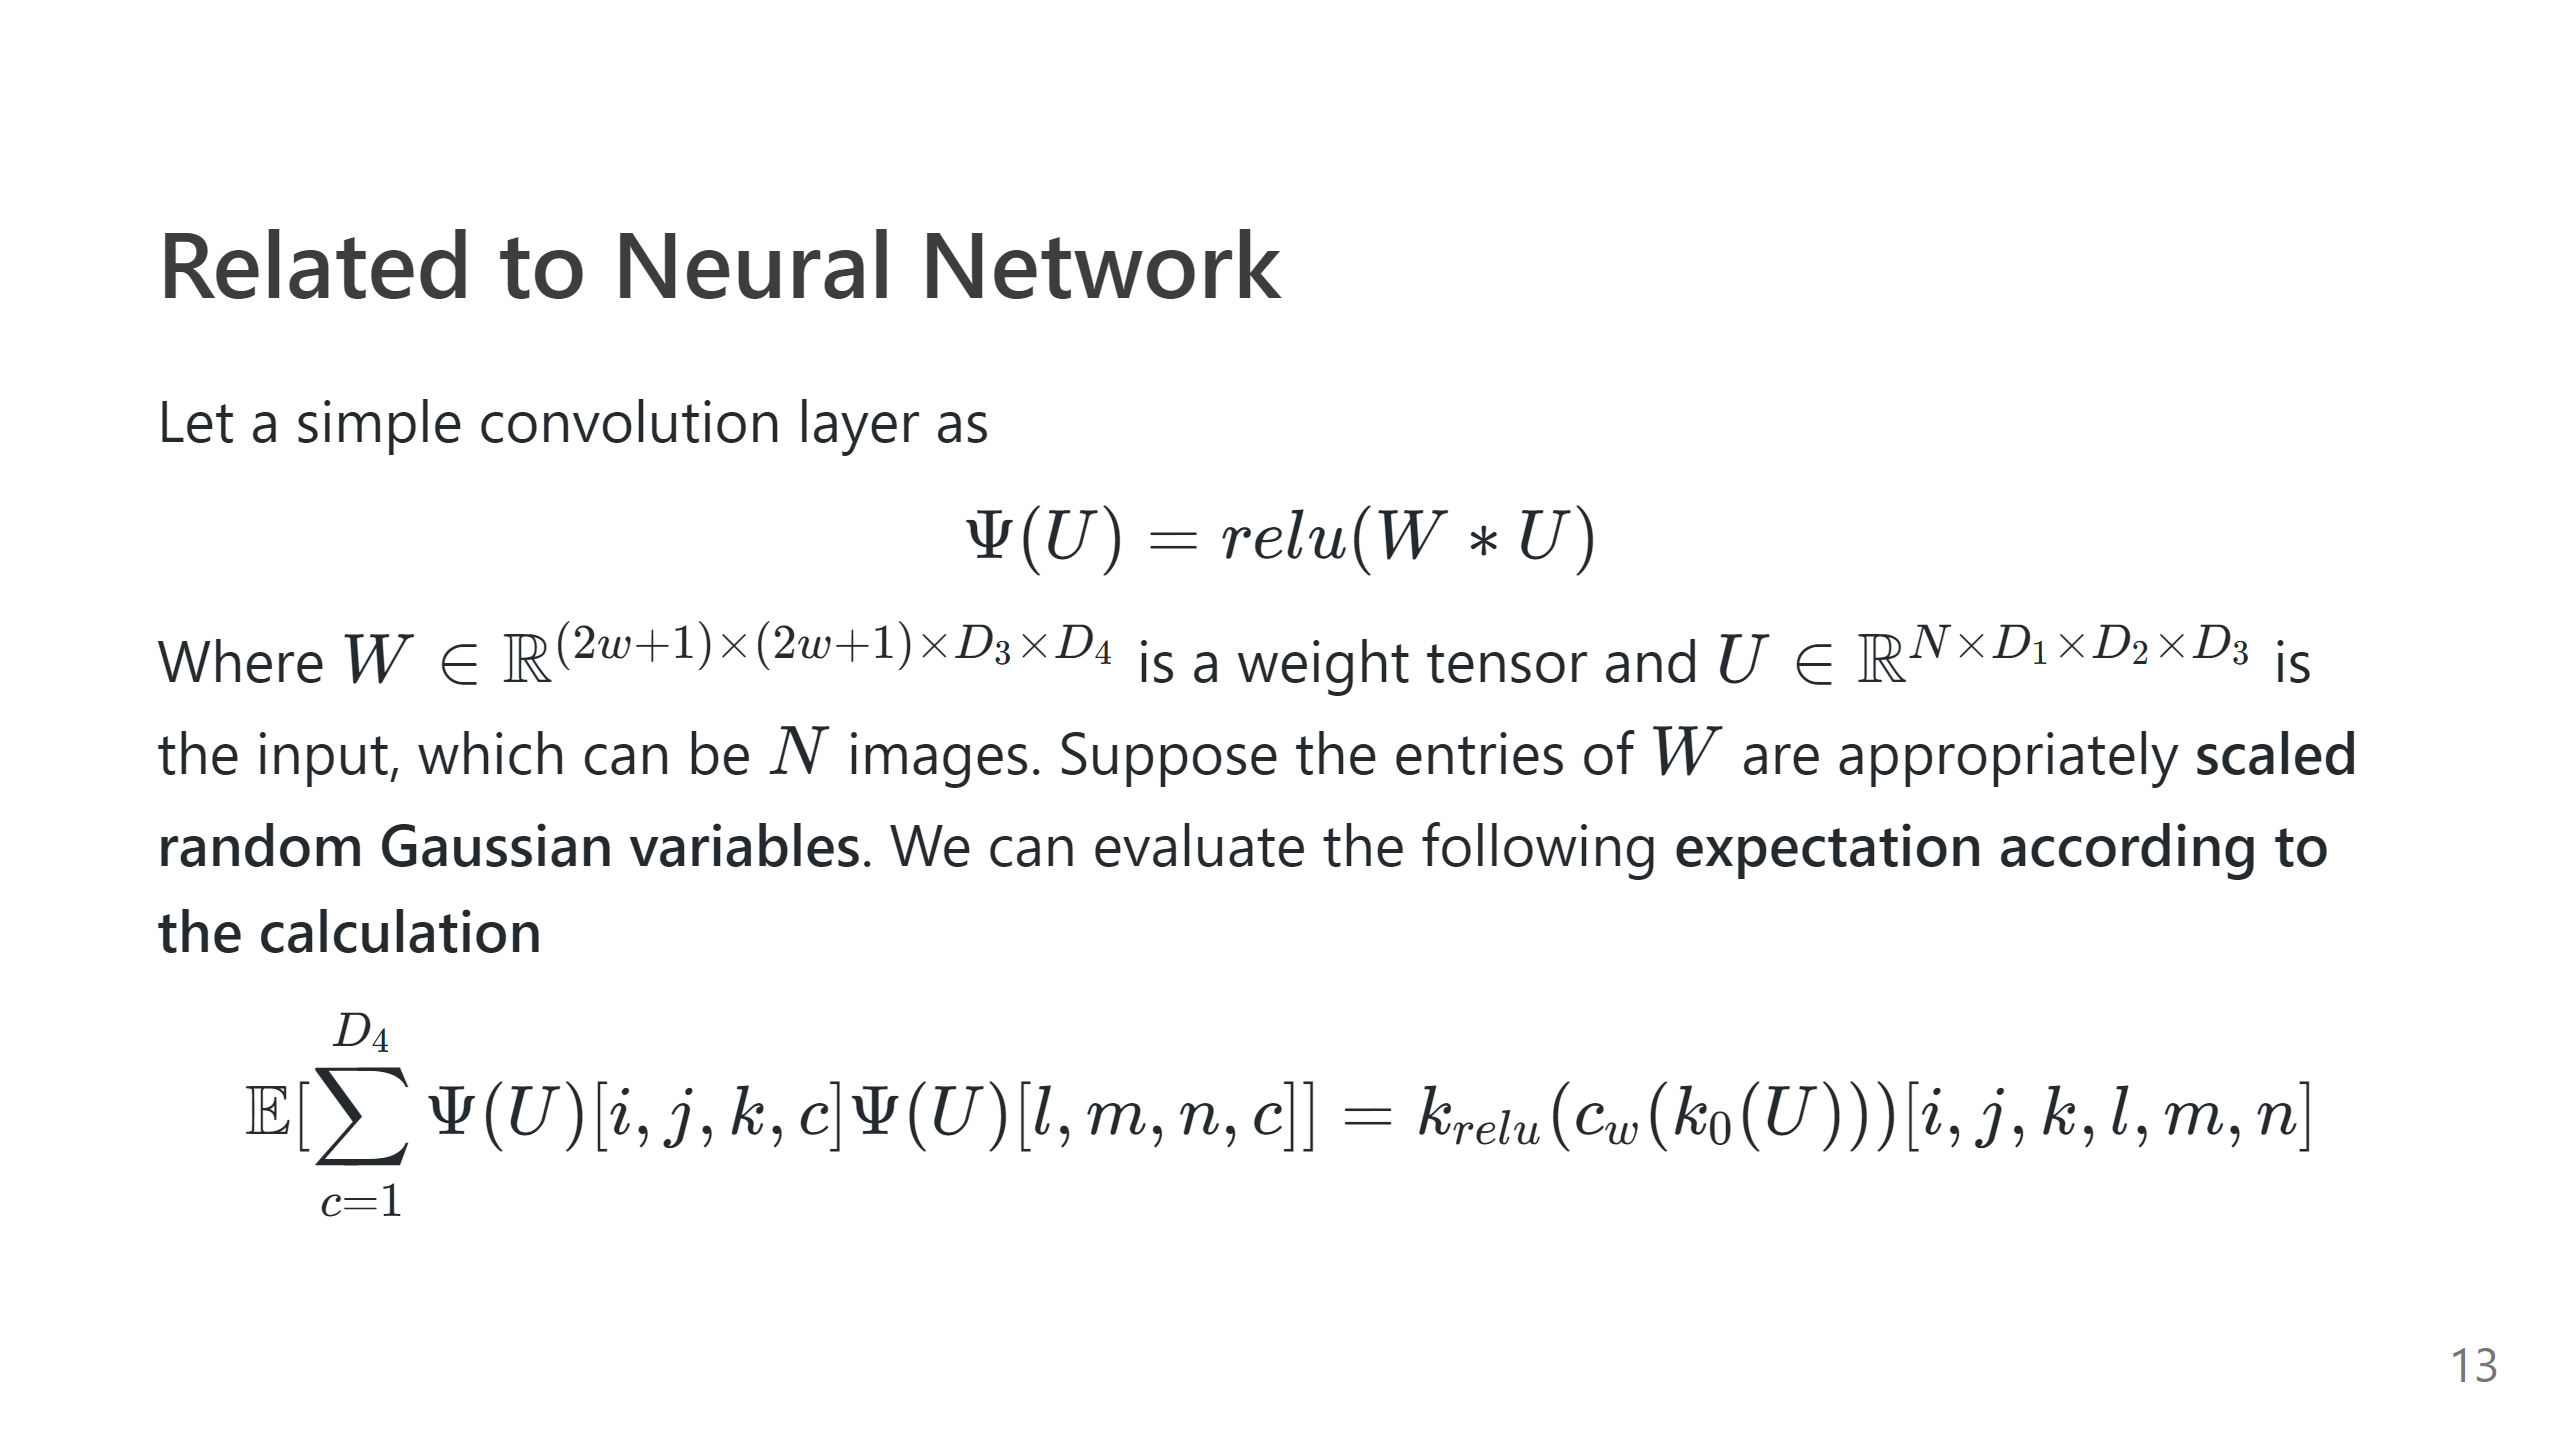 Related to Neural Network
Let a simple convolution layer as
Ψ(U) = relu(W ∗ U)
Where W ∈ ℝ^{(2w+1)×(2w+1)×D_3×D_4} is a weight tensor and U ∈ ℝ^{N×D_1×D_2×D_3} is
the input, which can be N images. Suppose the entries of W are appropriately scaled
random Gaussian variables. We can evaluate the following expectation according to
the calculation
𝔼[∑_{c=1}^{D_4} Ψ(U)[i, j, k, c]Ψ(U)[l, m, n, c]] = k_{relu}(c_w(k_0(U)))[i, j, k, l, m, n]
13